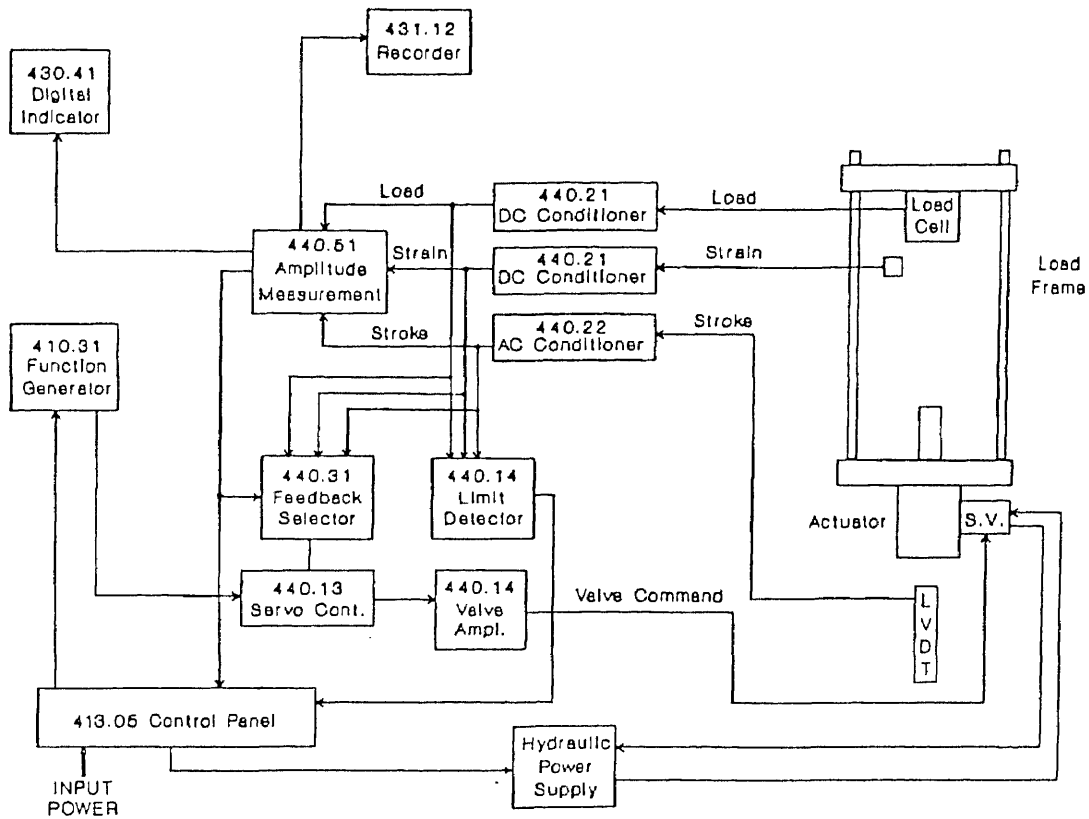 431.12
Recorder
430.41
Digital
Indicator
Load
440.21
DC Conditioner
Load
Load
Cell
440.51
Amplitude
Measurement
Strain
440.21
DC Conditioner
Strain
Load
Frame
Stroke
440.22
AC Conditioner
Stroke
410.31
Function
Generator
440.31
Feedback
Selector
440.14
Limit
Detector
Actuator
S.V.
440.13
Servo Cont.
440.14
Valve
Ampl.
Valve Command
LVDT
413.05 Control Panel
Hydraulic
Power
Supply
INPUT
POWER